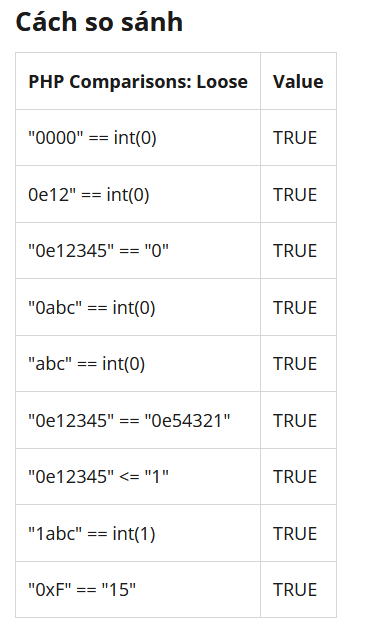 Cách so sánh
PHP Comparisons: Loose Value
"0000" == int(0) TRUE
0e12" == int(0) TRUE
"0e12345" == "0" TRUE
"0abc" == int(0) TRUE
"abc" == int(0) TRUE
"0e12345" == "0e54321" TRUE
"0e12345" <= "1" TRUE
"1abc" == int(1) TRUE
"0xF" == "15" TRUE